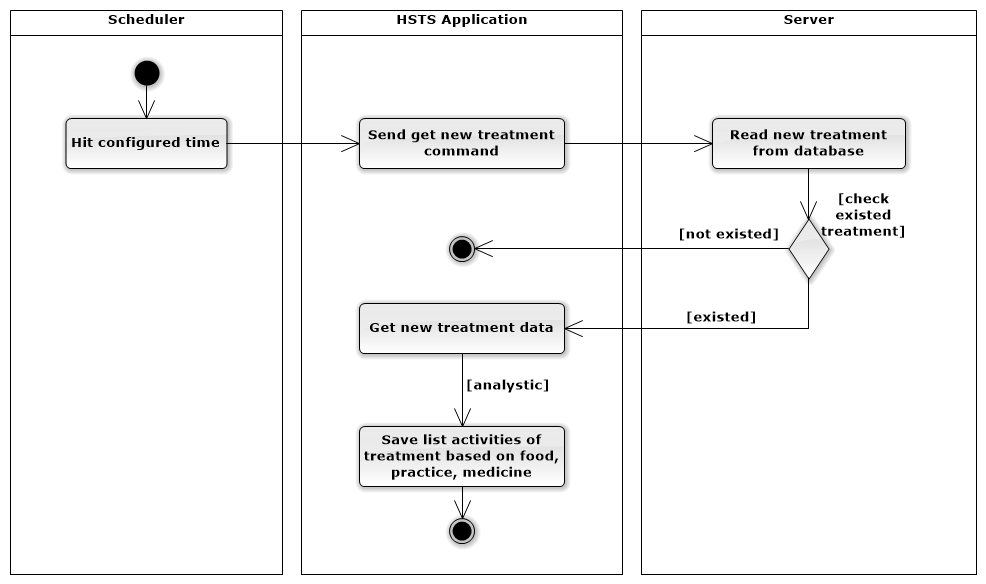 Scheduler
HSTS Application
Server
Hit configured time
Send get new treatment
command
Read new treatment
from database
[check
existed
treatment]
[not existed]
[existed]
Get new treatment data
[analystic]
Save list activities of
treatment based on food,
practice, medicine